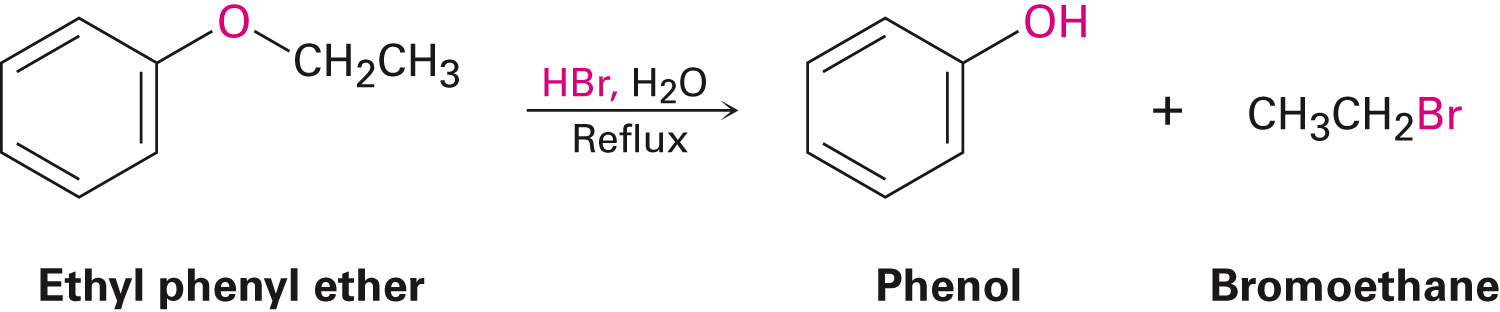 O
CH₂CH₃
HBr, H₂O
Reflux
OH
+
CH₃CH₂Br
Ethyl phenyl ether
Phenol
Bromoethane